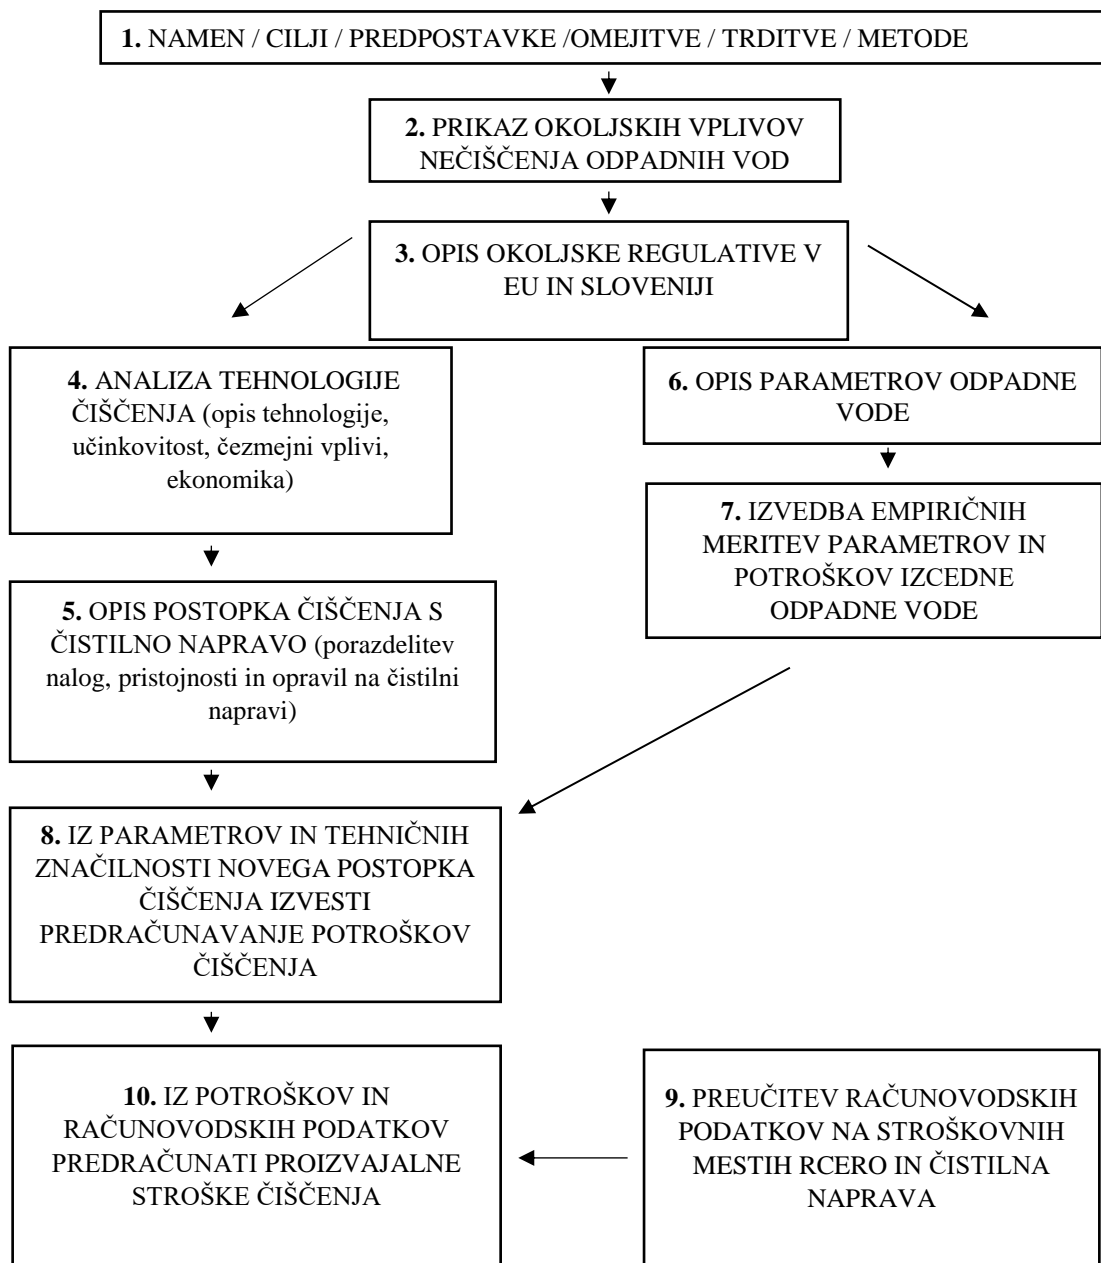 1. NAMEN / CILJI / PREDPOSTAVKE /OMEJITVE / TRDITVE / METODE
2. PRIKAZ OKOLJSKIH VPLIVOV
NEČIŠČENJA ODPADNIH VOD
3. OPIS OKOLJSKE REGULATIVE V
EU IN SLOVENIJI
4. ANALIZA TEHNOLOGIJE
ČIŠČENJA (opis tehnologije,
učinkovitost, čezmejni vplivi,
ekonomika)
5. OPIS POSTOPKA ČIŠČENJA S
ČISTILNO NAPRAVO (porazdelitev
nalog, pristojnosti in opravil na čistilni
napravi)
6. OPIS PARAMETROV ODPADNE
VODE
7. IZVEDBA EMPIRIČNIH
MERITEV PARAMETROV IN
POTROŠKOV IZCEDNE
ODPADNE VODE
8. IZ PARAMETROV IN TEHNIČNIH
ZNAČILNOSTI NOVEGA POSTOPKA
ČIŠČENJA IZVESTI
PREDRAČUNAVANJE POTROŠKOV
ČIŠČENJA
9. PREUČITEV RAČUNOVODSKIH
PODATKOV NA STROŠKOVNIH
MESTIH RCERO IN ČISTILNA
NAPRAVA
10. IZ POTROŠKOV IN
RAČUNOVODSKIH PODATKOV
PREDRAČUNATI PROIZVAJALNE
STROŠKE ČIŠČENJA